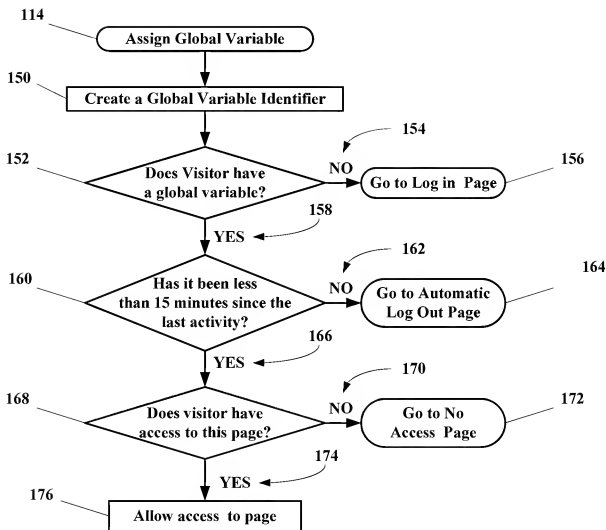 114
Assign Global Variable
150
Create a Global Variable Identifier
154
152
Does Visitor have
a global variable?
NO
Go to Log in Page
156
158
YES
162
160
Has it been less
than 15 minutes since the
last activity?
NO
Go to Automatic
Log Out Page
164
166
YES
170
168
Does visitor have
access to this page?
NO
Go to No
Access Page
172
174
YES
176
Allow access to page